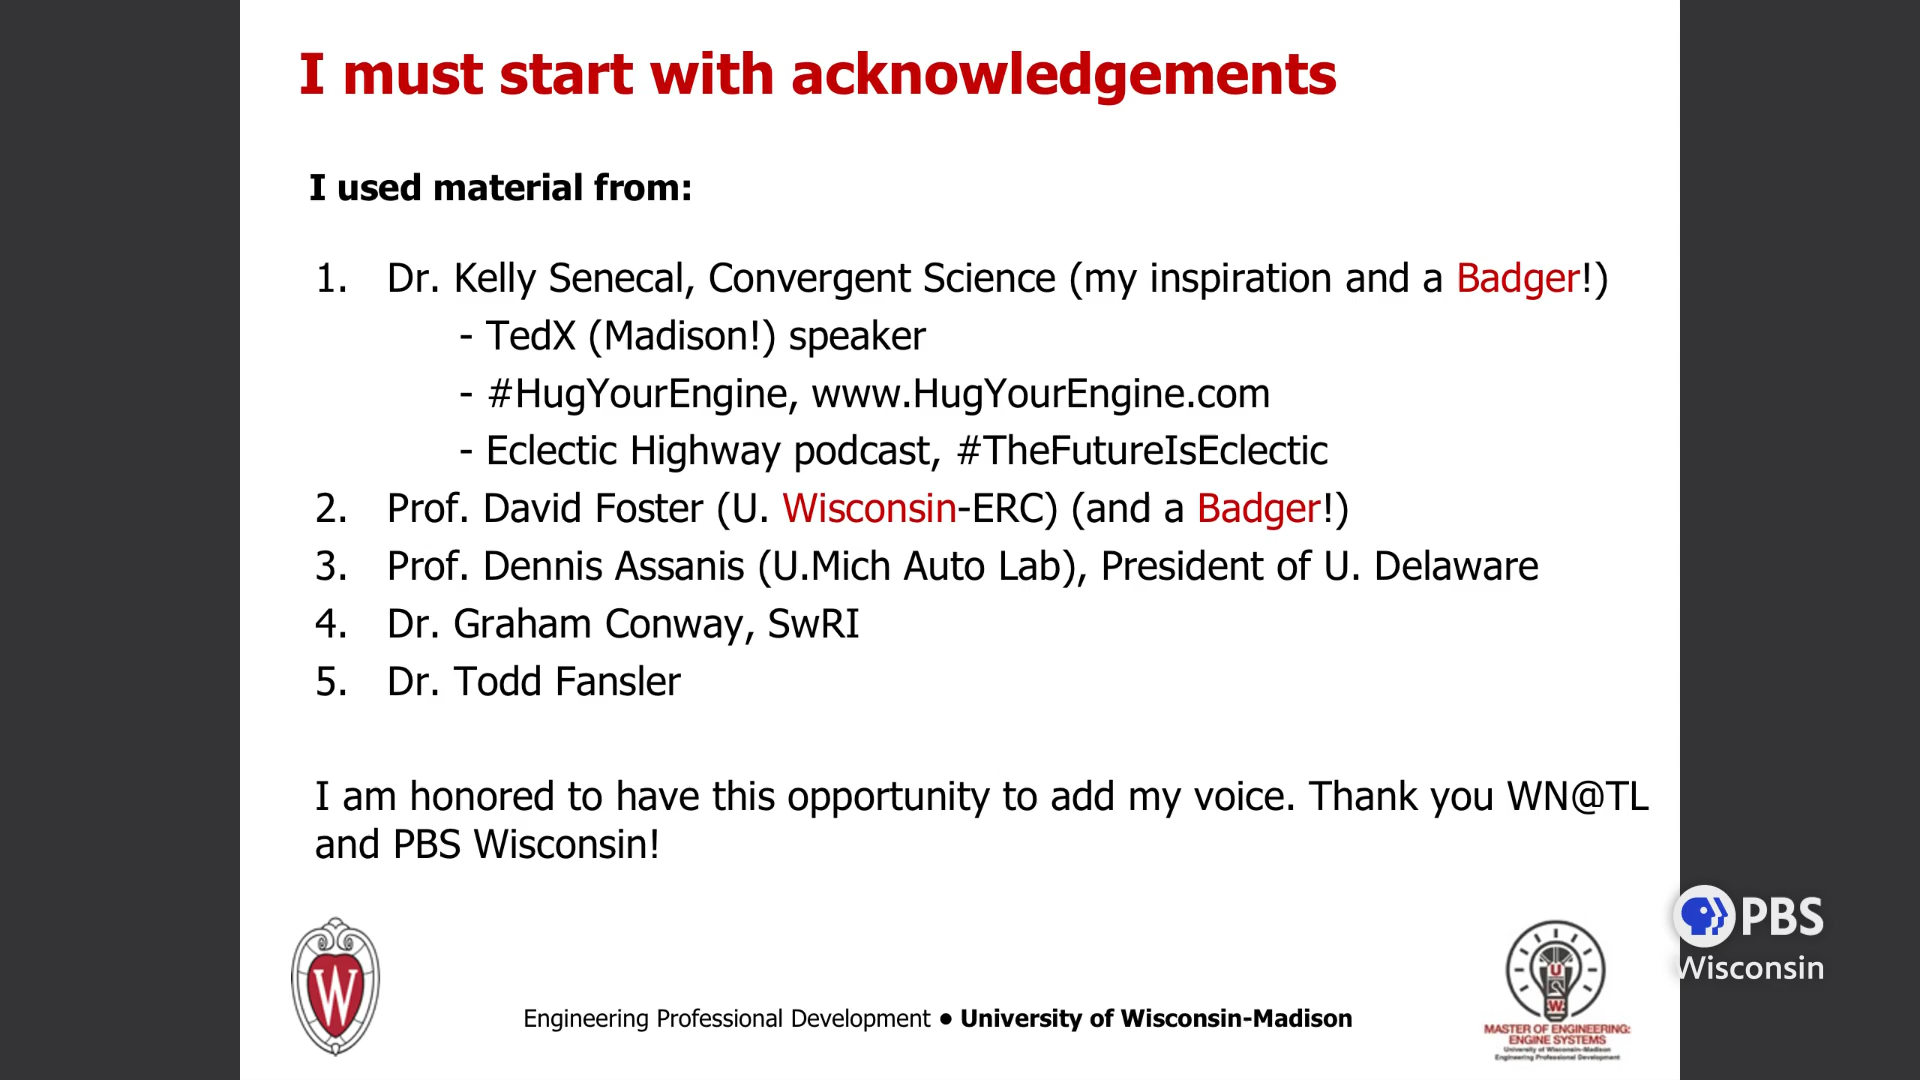 I must start with acknowledgements
I used material from:
1. Dr. Kelly Senecal, Convergent Science (my inspiration and a Badger!)
- TedX (Madison!) speaker
- #HugYourEngine, www.HugYourEngine.com
- Eclectic Highway podcast, #TheFutureIsEclectic
2. Prof. David Foster (U. Wisconsin-ERC) (and a Badger!)
3. Prof. Dennis Assanis (U.Mich Auto Lab), President of U. Delaware
4. Dr. Graham Conway, SwRI
5. Dr. Todd Fansler
I am honored to have this opportunity to add my voice. Thank you WN@TL
and PBS Wisconsin!
PBS
Wisconsin
W
U
W
Engineering Professional Development • University of Wisconsin-Madison
MASTER OF ENGINEERING:
ENGINE SYSTEMS
University of Wisconsin-Madison
Engineering Professional Development